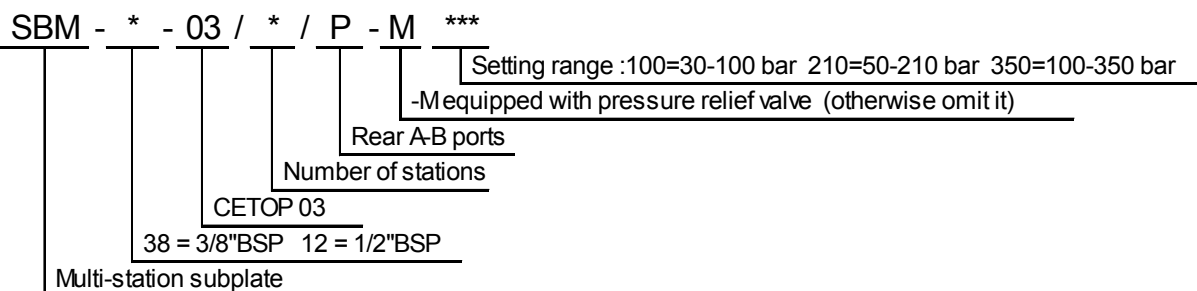 SBM - * - 03 / * / P - M ***
Setting range :100=30-100 bar 210=50-210 bar 350=100-350 bar
-M equipped with pressure relief valve (otherwise omit it)
Rear A-B ports
Number of stations
CETOP 03
38 = 3/8"BSP 12 = 1/2"BSP
Multi-station subplate